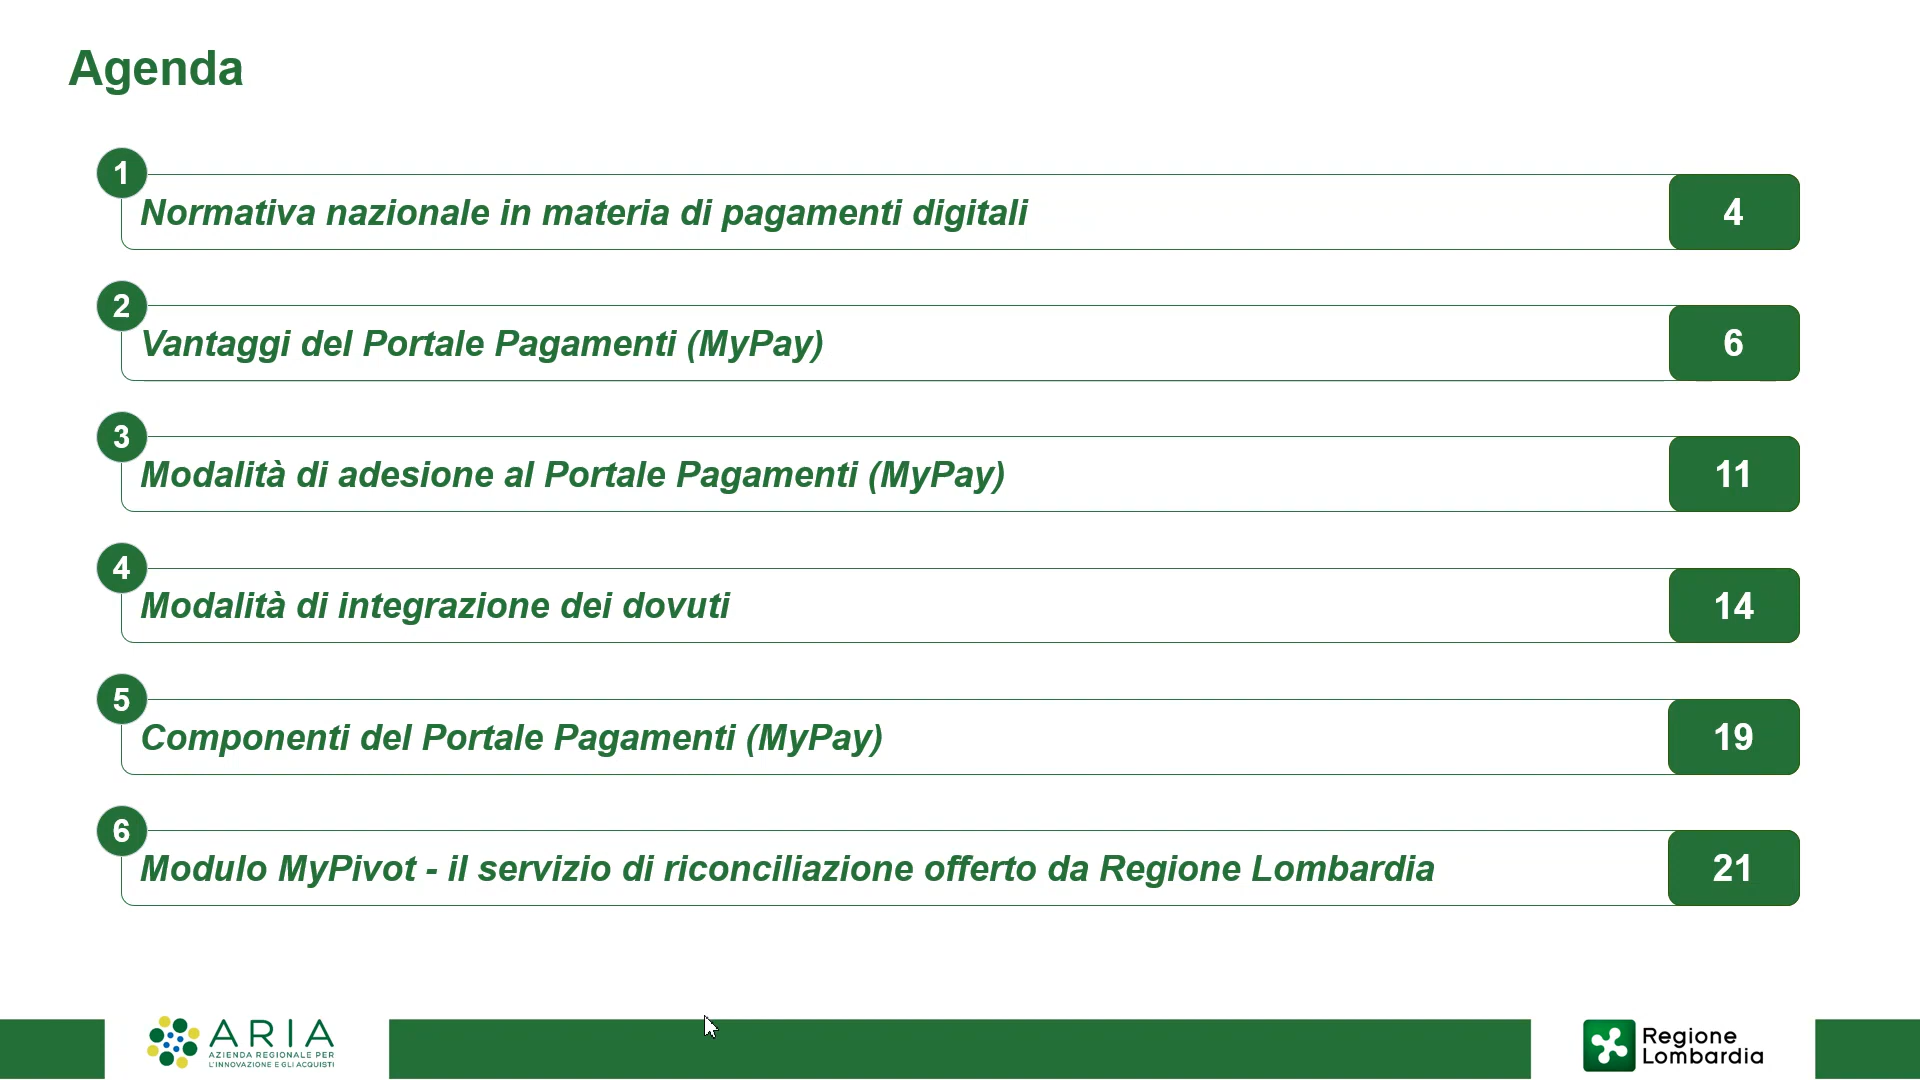 Agenda
1
Normativa nazionale in materia di pagamenti digitali
4
2
Vantaggi del Portale Pagamenti (MyPay)
6
3
Modalità di adesione al Portale Pagamenti (MyPay)
11
4
Modalità di integrazione dei dovuti
14
5
Componenti del Portale Pagamenti (MyPay)
19
6
Modulo MyPivot - il servizio di riconciliazione offerto da Regione Lombardia
21
ARIA
AZIENDA REGIONALE PER
L'INNOVAZIONE E GLI ACQUISTI
Regione
Lombardia